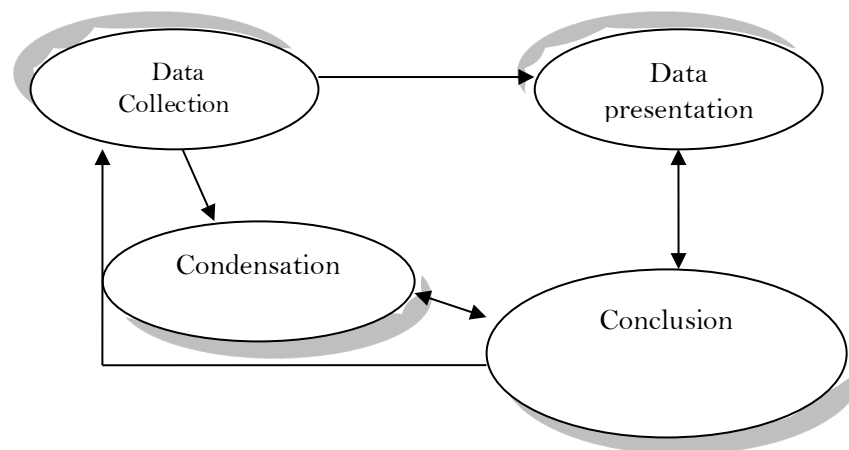 Data
Collection
Data
presentation
Condensation
Conclusion